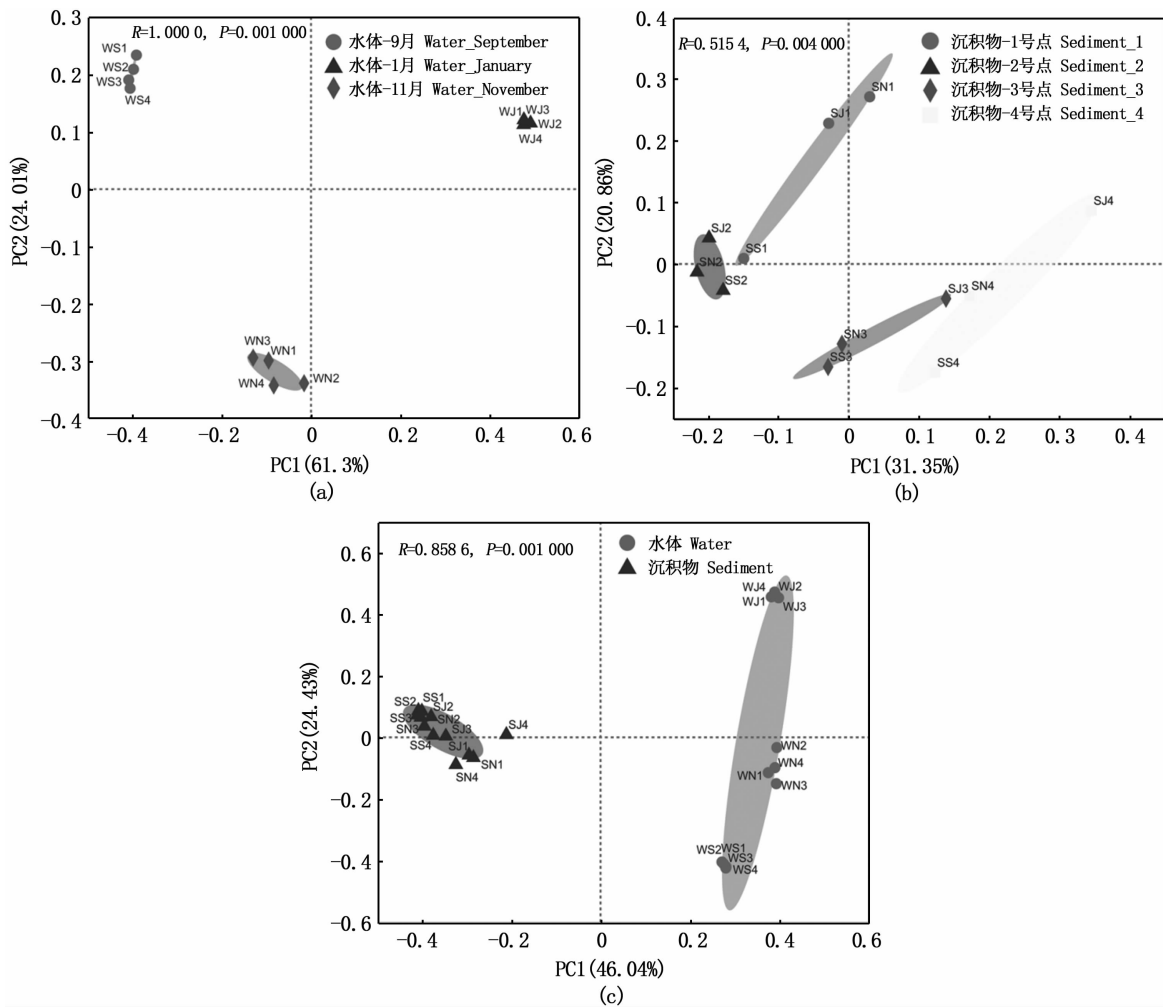 R=1.000 0, P=0.001 000
水体-9月 Water_September
水体-1月 Water_January
水体-11月 Water_November
WS1
WS2
WS3
WS4
WJ1
WJ3
WJ2
WJ4
WN3
WN1
WN4
WN2
0.3
0.2
0.1
0
-0.1
-0.2
-0.3
-0.4
PC2(24.01%)
-0.4
-0.2
0
0.2
0.4
0.6
PC1(61.3%)
(a)
R=0.515 4, P=0.004 000
沉积物-1号点 Sediment_1
沉积物-2号点 Sediment_2
沉积物-3号点 Sediment_3
沉积物-4号点 Sediment_4
SN1
SJ1
SS1
SJ2
SN2
SS2
SJ4
SJ3
SN4
SN3
SS3
SS4
0.4
0.3
0.2
0.1
0
-0.1
-0.2
PC2(20.86%)
-0.2
-0.1
0
0.1
0.2
0.3
0.4
PC1(31.35%)
(b)
R=0.858 6, P=0.001 000
水体 Water
沉积物 Sediment
WJ4
WJ2
WJ1
WJ3
SS2
SS1
SJ2
SS3
SN2
SN3
SJ3
SJ4
SS4
SJ1
SN1
SN4
WN2
WN4
WN1
WN3
WS2
WS1
WS3
WS4
0.6
0.4
0.2
0
-0.2
-0.4
-0.6
PC2(24.43%)
-0.4
-0.2
0
0.2
0.4
0.6
PC1(46.04%)
(c)